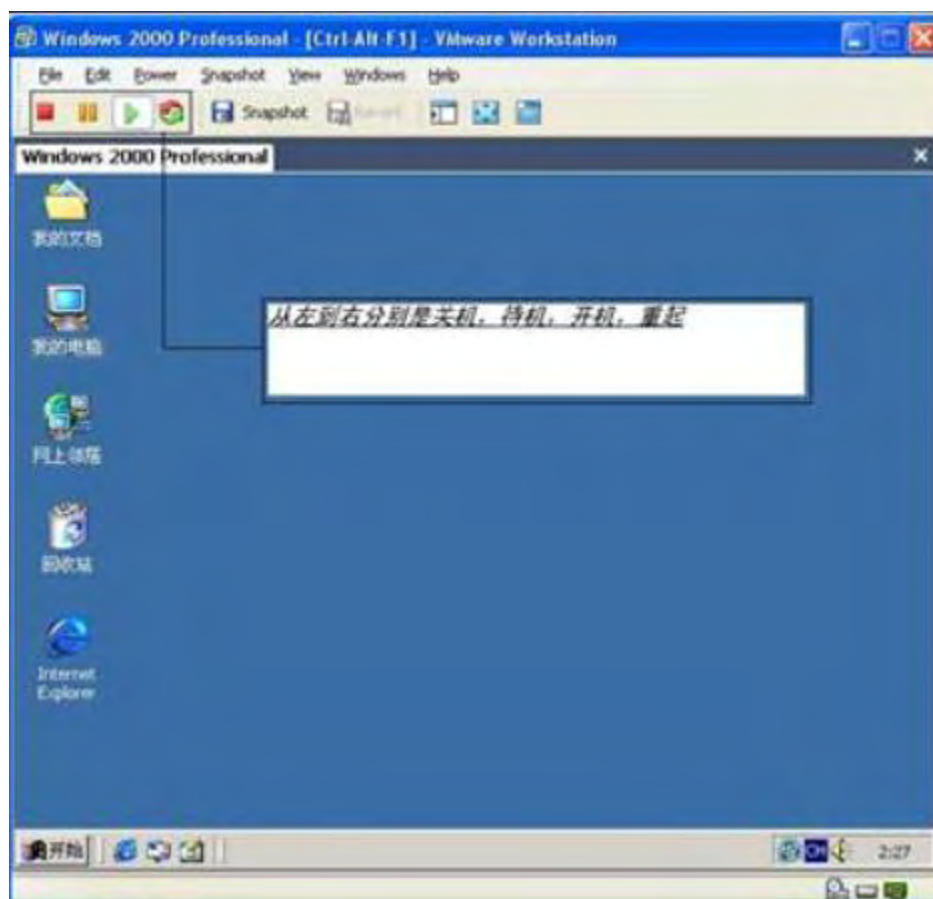 Windows 2000 Professional - [Ctrl-Alt-F1] - VMware Workstation
File Edit Power Snapshot View Windows Help
Snapshot Revert
Windows 2000 Professional
我的文档
从左到右分别是关机，待机，开机，重起
我的电脑
网上邻居
回收站
Internet
Explorer
开始 CH 2:27